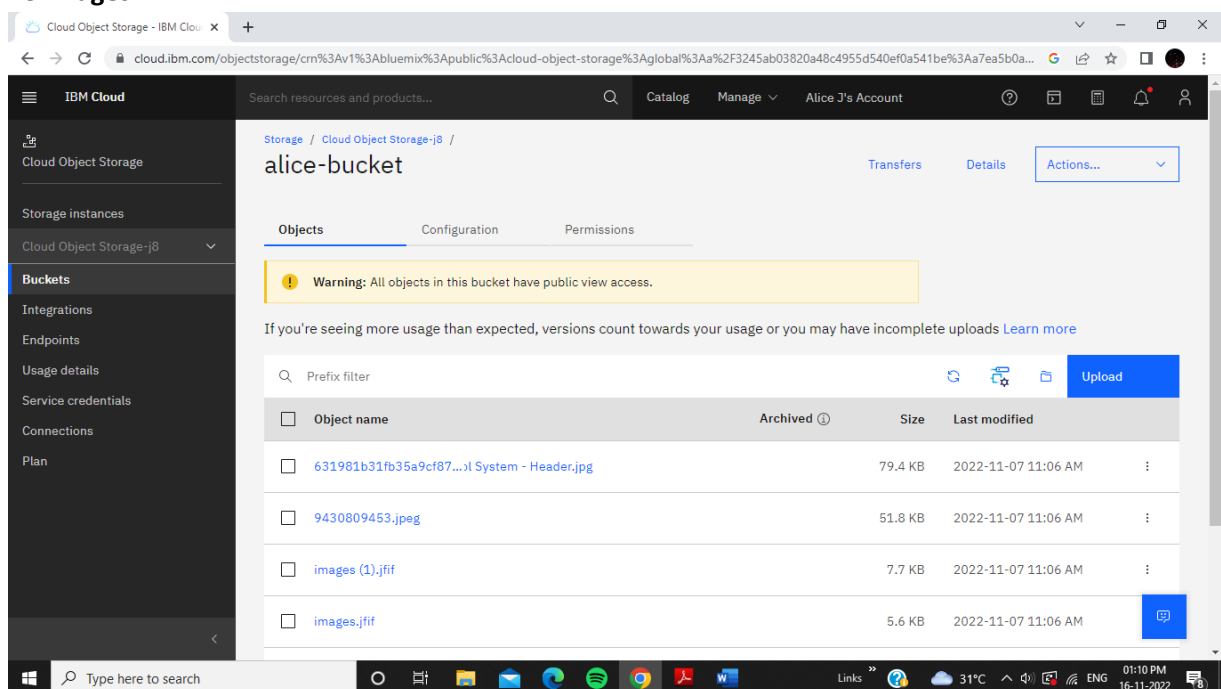 Cloud Object Storage - IBM Clou
cloud.ibm.com/objectstorage/crn%3Av1%3Abluemix%3Apublic%3Acloud-object-storage%3Aglobal%3Aa%2F3245ab03820a48c4955d540ef0a541be%3Aa7ea5b0a...
IBM Cloud
Search resources and products...
Catalog
Manage
Alice J's Account
Cloud Object Storage
Storage instances
Cloud Object Storage-j8
Buckets
Integrations
Endpoints
Usage details
Service credentials
Connections
Plan
Storage / Cloud Object Storage-j8 /
alice-bucket
Transfers
Details
Actions...
Objects
Configuration
Permissions
Warning: All objects in this bucket have public view access.
If you're seeing more usage than expected, versions count towards your usage or you may have incomplete uploads Learn more
Prefix filter
Upload
Object name
Archived
Size
Last modified
631981b31fb35a9cf87...ol System - Header.jpg
79.4 KB
2022-11-07 11:06 AM
9430809453.jpeg
51.8 KB
2022-11-07 11:06 AM
images (1).jfif
7.7 KB
2022-11-07 11:06 AM
images.jfif
5.6 KB
2022-11-07 11:06 AM
Type here to search
Links
31°C
ENG
01:10 PM
16-11-2022
8